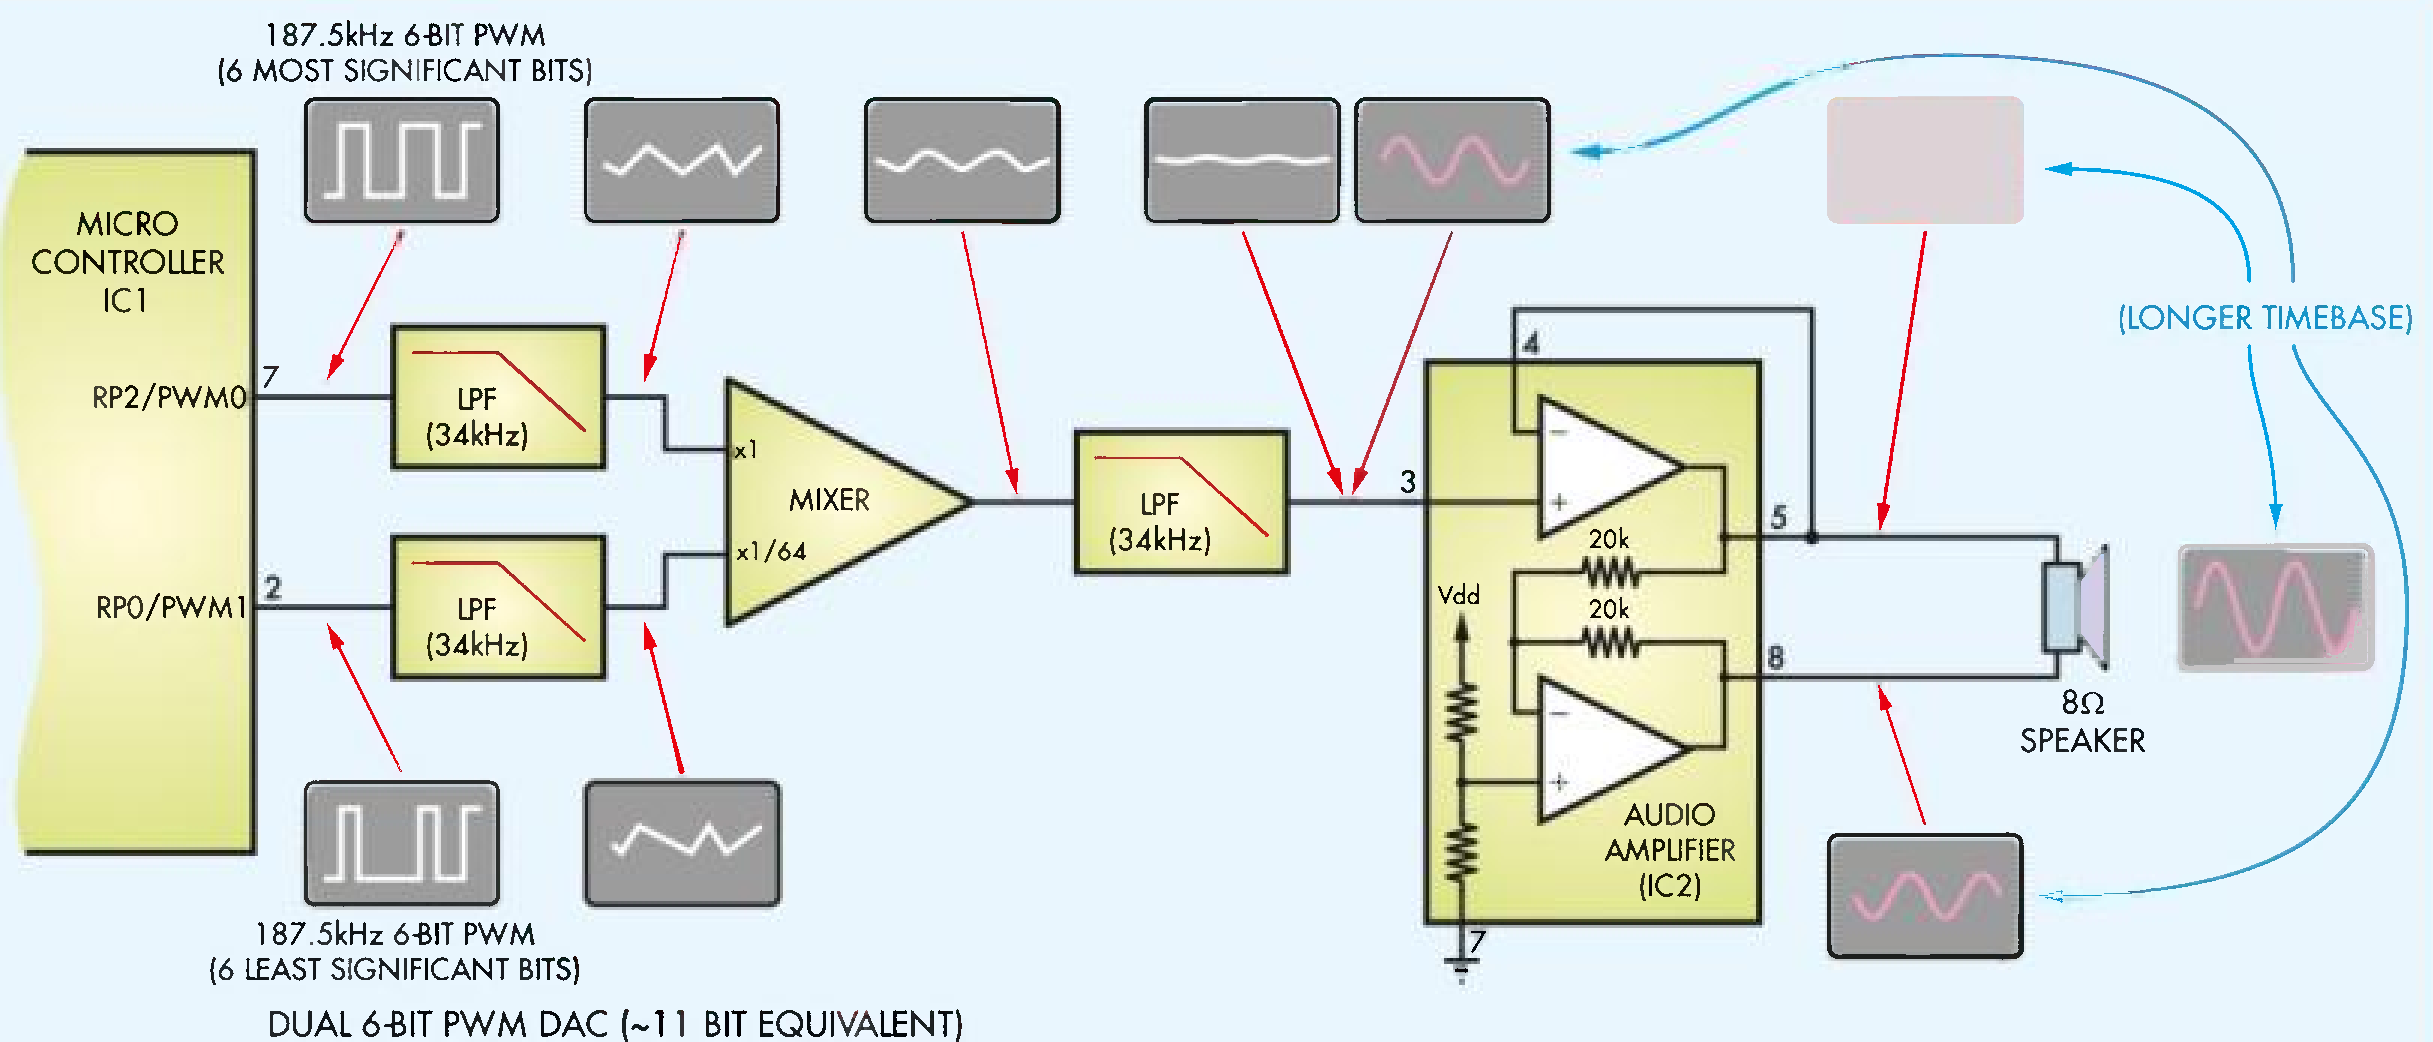 187.5kHz 6-BIT PWM
(6 MOST SIGNIFICANT BITS)
MICRO
CONTROLLER
IC1
RP2/PWM0
7
LPF
(34kHz)
x1
MIXER
x1/64
LPF
(34kHz)
3
4
5
(LONGER TIMEBASE)
RP0/PWM1
2
LPF
(34kHz)
−
+
20k
20k
Vdd
8
−
+
8Ω
SPEAKER
AUDIO
AMPLIFIER
(IC2)
7
187.5kHz 6-BIT PWM
(6 LEAST SIGNIFICANT BITS)
DUAL 6-BIT PWM DAC (~11 BIT EQUIVALENT)